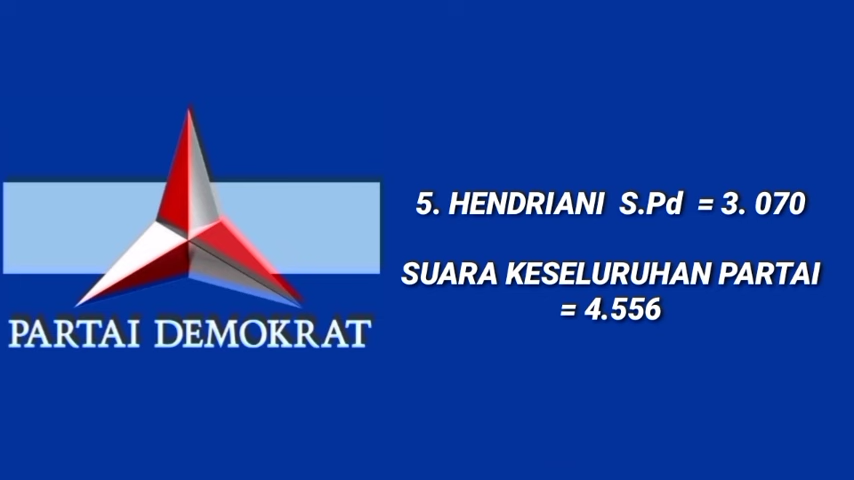 PARTAI DEMOKRAT
5. HENDRIANI S.Pd = 3. 070
SUARA KESELURUHAN PARTAI
= 4.556